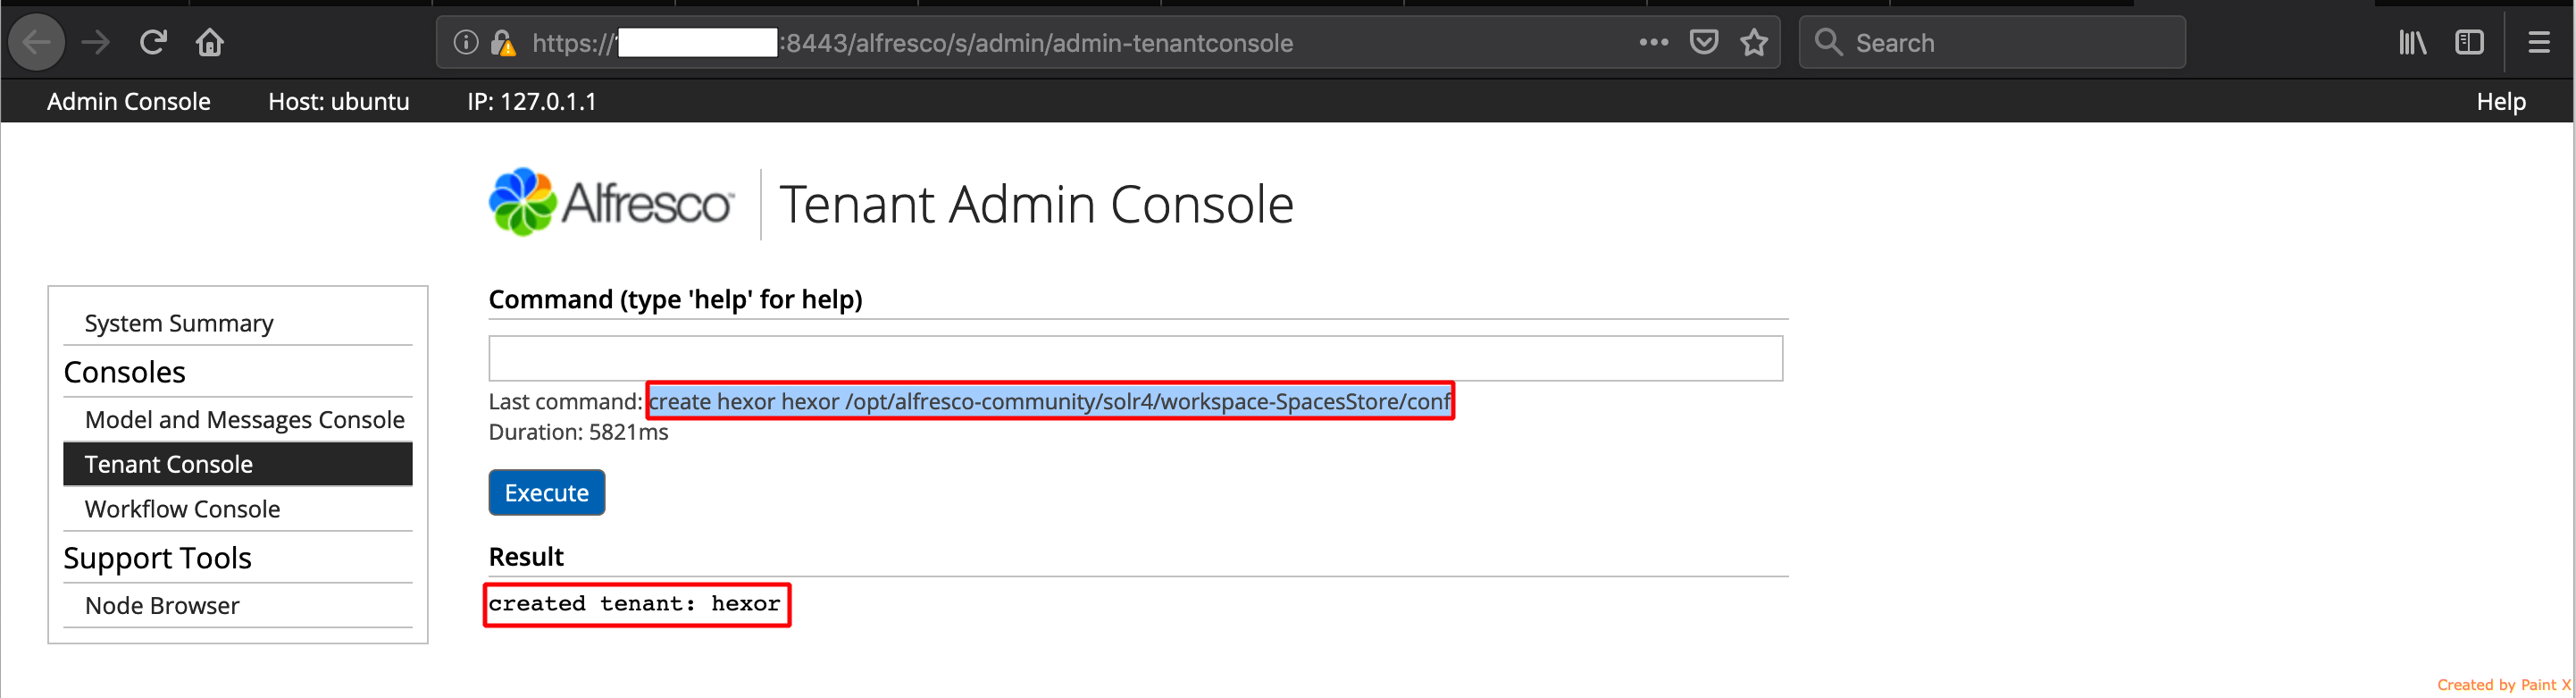 https://
:8443/alfresco/s/admin/admin-tenantconsole
Search
Admin Console
Host: ubuntu
IP: 127.0.1.1
Help
Alfresco™
Tenant Admin Console
System Summary
Consoles
Model and Messages Console
Tenant Console
Workflow Console
Support Tools
Node Browser
Command (type 'help' for help)
Last command: create hexor hexor /opt/alfresco-community/solr4/workspace-SpacesStore/conf
Duration: 5821ms
Execute
Result
created tenant: hexor
Created by Paint X